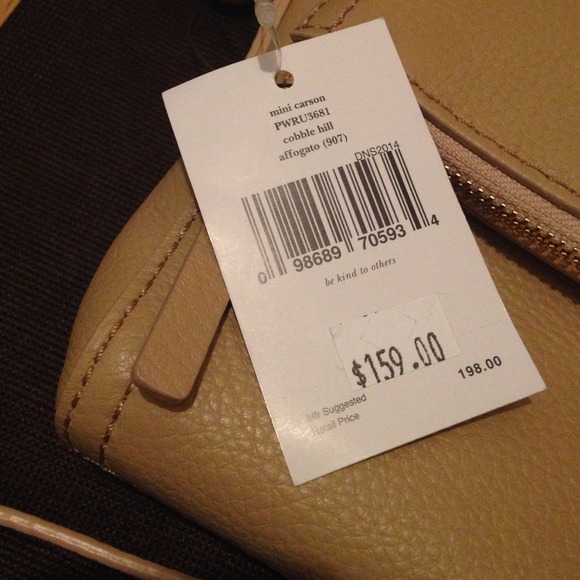 mini carson
PWRU3681
cobble hill
affogato (907)
DNS2014
0 98689 70593 4
be kind to others
$159.00
198.00
Mfr Suggested
Retail Price